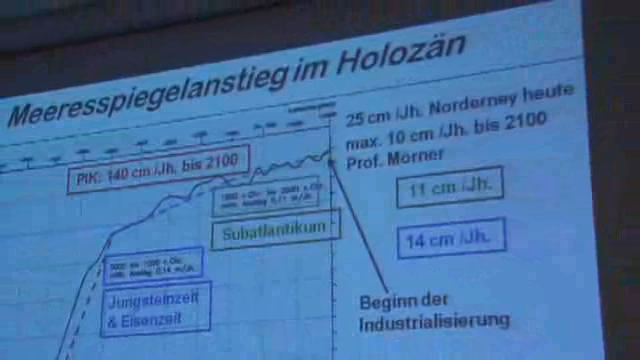 Meeresspiegelanstieg im Holozän
25 cm /Jh. Norderney heute
max. 10 cm /Jh. bis 2100
Prof. Mörner
PIK: 140 cm /Jh. bis 2100
11 cm /Jh.
Subatlantikum
14 cm /Jh.
Jungsteinzeit
& Eisenzeit
Beginn der
Industrialisierung